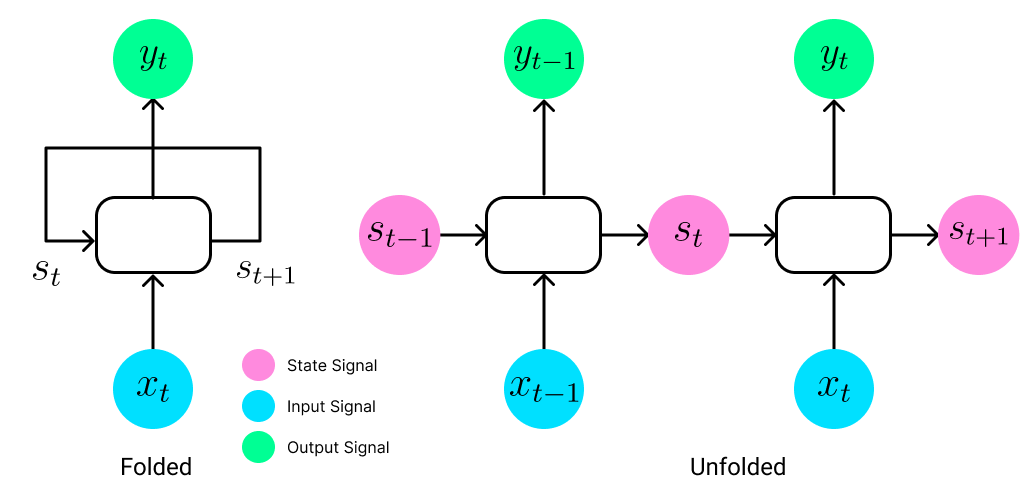 y_t
y_{t-1}
y_t
s_t
s_{t+1}
s_{t-1}
s_t
s_{t+1}
x_t
x_{t-1}
x_t
State Signal
Input Signal
Output Signal
Folded
Unfolded